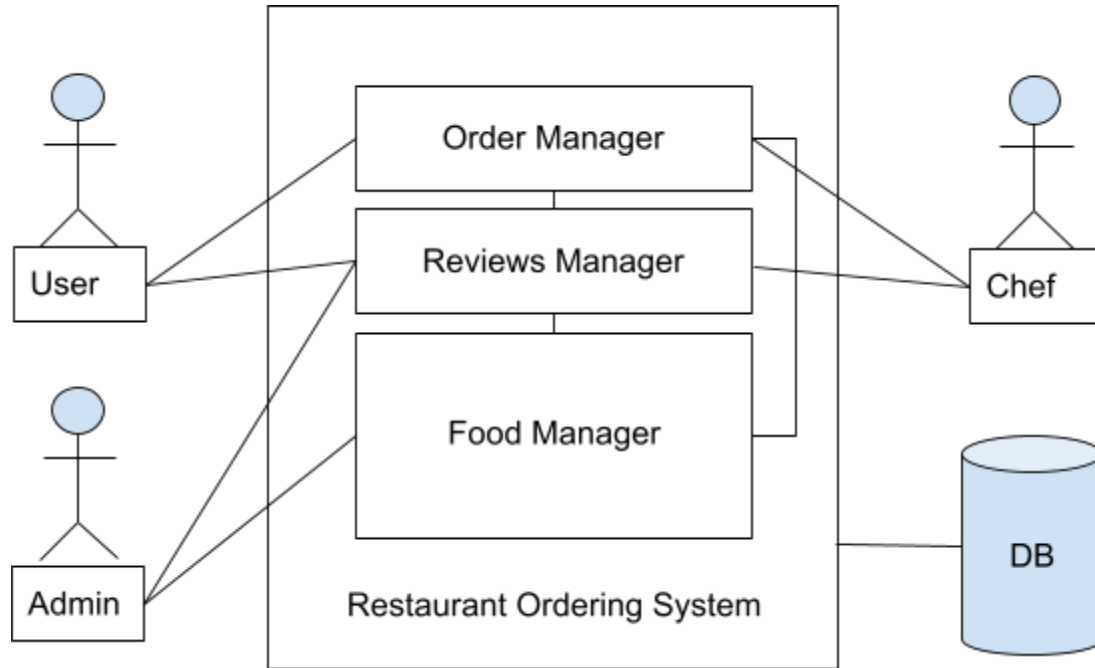 Order Manager
Reviews Manager
User
Chef
Food Manager
DB
Admin
Restaurant Ordering System